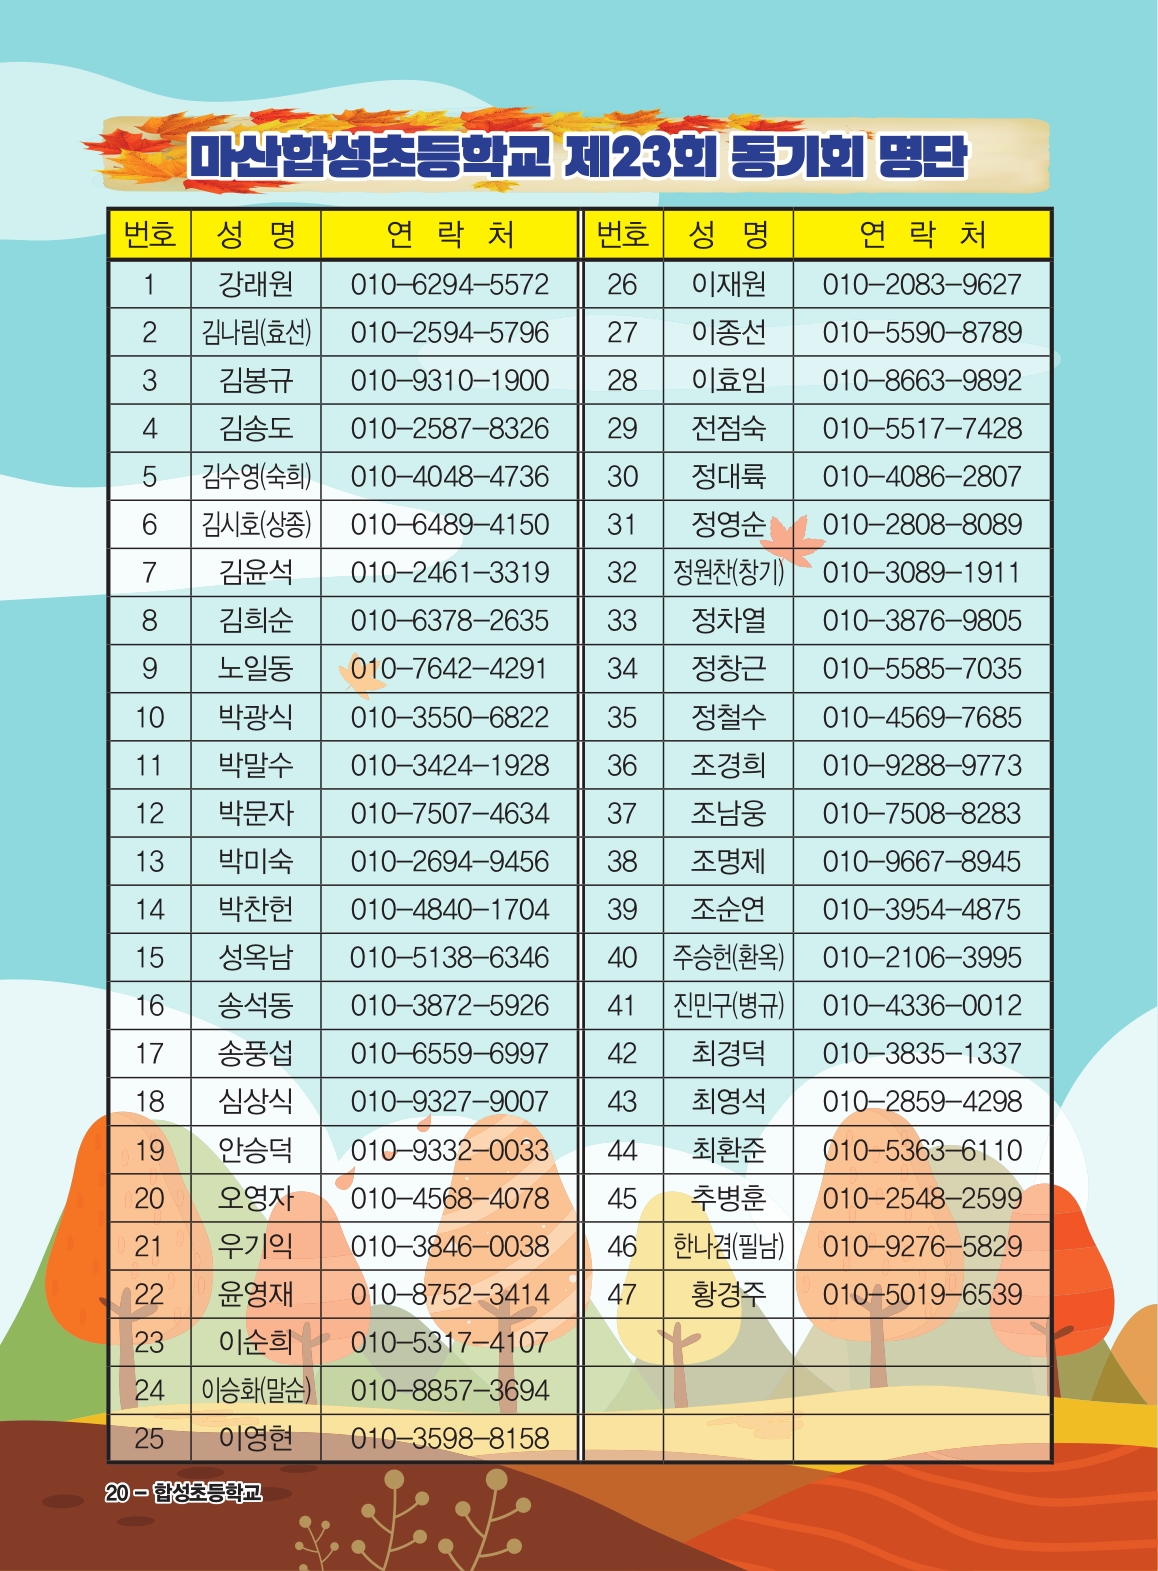 마산합성초등학교 제23회 동기회 명단
번호 성 명 연 락 처 번호 성 명 연 락 처
1 강래원 010-6294-5572 26 이재원 010-2083-9627
2 김나림(효선) 010-2594-5796 27 이종선 010-5590-8789
3 김봉규 010-9310-1900 28 이효임 010-8663-9892
4 김송도 010-2587-8326 29 전점숙 010-5517-7428
5 김수영(숙희) 010-4048-4736 30 정대륙 010-4086-2807
6 김시호(상종) 010-6489-4150 31 정영순 010-2808-8089
7 김윤석 010-2461-3319 32 정원찬(창기) 010-3089-1911
8 김희순 010-6378-2635 33 정차열 010-3876-9805
9 노일동 010-7642-4291 34 정창근 010-5585-7035
10 박광식 010-3550-6822 35 정철수 010-4569-7685
11 박말수 010-3424-1928 36 조경희 010-9288-9773
12 박문자 010-7507-4634 37 조남웅 010-7508-8283
13 박미숙 010-2694-9456 38 조명제 010-9667-8945
14 박찬헌 010-4840-1704 39 조순연 010-3954-4875
15 성옥남 010-5138-6346 40 주승헌(환옥) 010-2106-3995
16 송석동 010-3872-5926 41 진민구(병규) 010-4336-0012
17 송풍섭 010-6559-6997 42 최경덕 010-3835-1337
18 심상식 010-9327-9007 43 최영석 010-2859-4298
19 안승덕 010-9332-0033 44 최환준 010-5363-6110
20 오영자 010-4568-4078 45 추병훈 010-2548-2599
21 우기익 010-3846-0038 46 한나겸(필남) 010-9276-5829
22 윤영재 010-8752-3414 47 황경주 010-5019-6539
23 이순희 010-5317-4107
24 이승화(말순) 010-8857-3694
25 이영현 010-3598-8158
20 - 합성초등학교